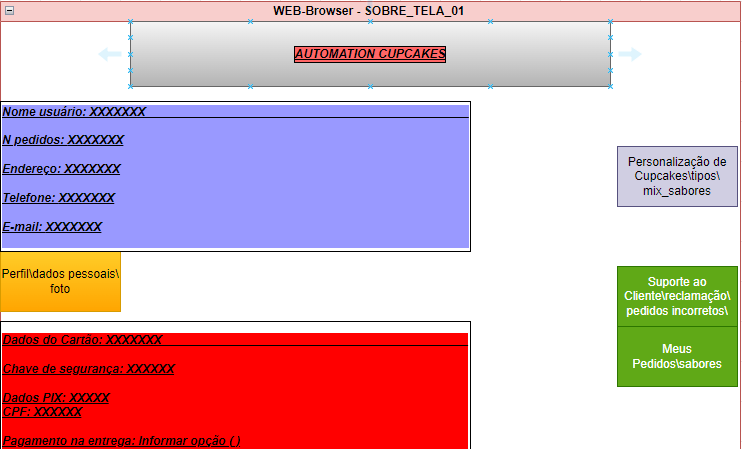 WEB-Browser - SOBRE_TELA_01
AUTOMATION CUPCAKES
Nome usuário: XXXXXXX
N pedidos: XXXXXXX
Endereço: XXXXXXX
Telefone: XXXXXXX
E-mail: XXXXXXX
Personalização de
Cupcakes\tipos\
mix_sabores
Perfil\dados pessoais\
foto
Suporte ao
Cliente\reclamação\
pedidos incorretos\
Meus
Pedidos\sabores
Dados do Cartão: XXXXXXX
Chave de segurança: XXXXXX
Dados PIX: XXXXX
CPF: XXXXXX
Pagamento na entrega: Informar opção ( )